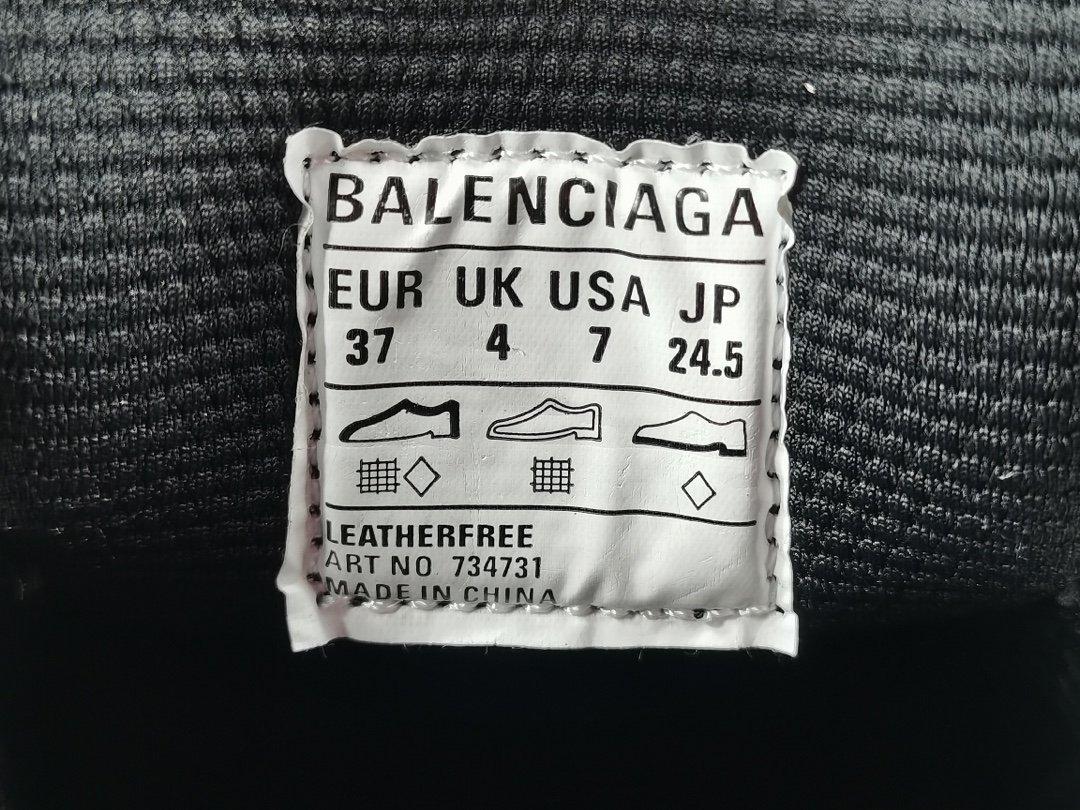 BALENCIAGA
EUR UK USA JP
37 4 7 24.5
LEATHERFREE
ART NO 734731
MADE IN CHINA